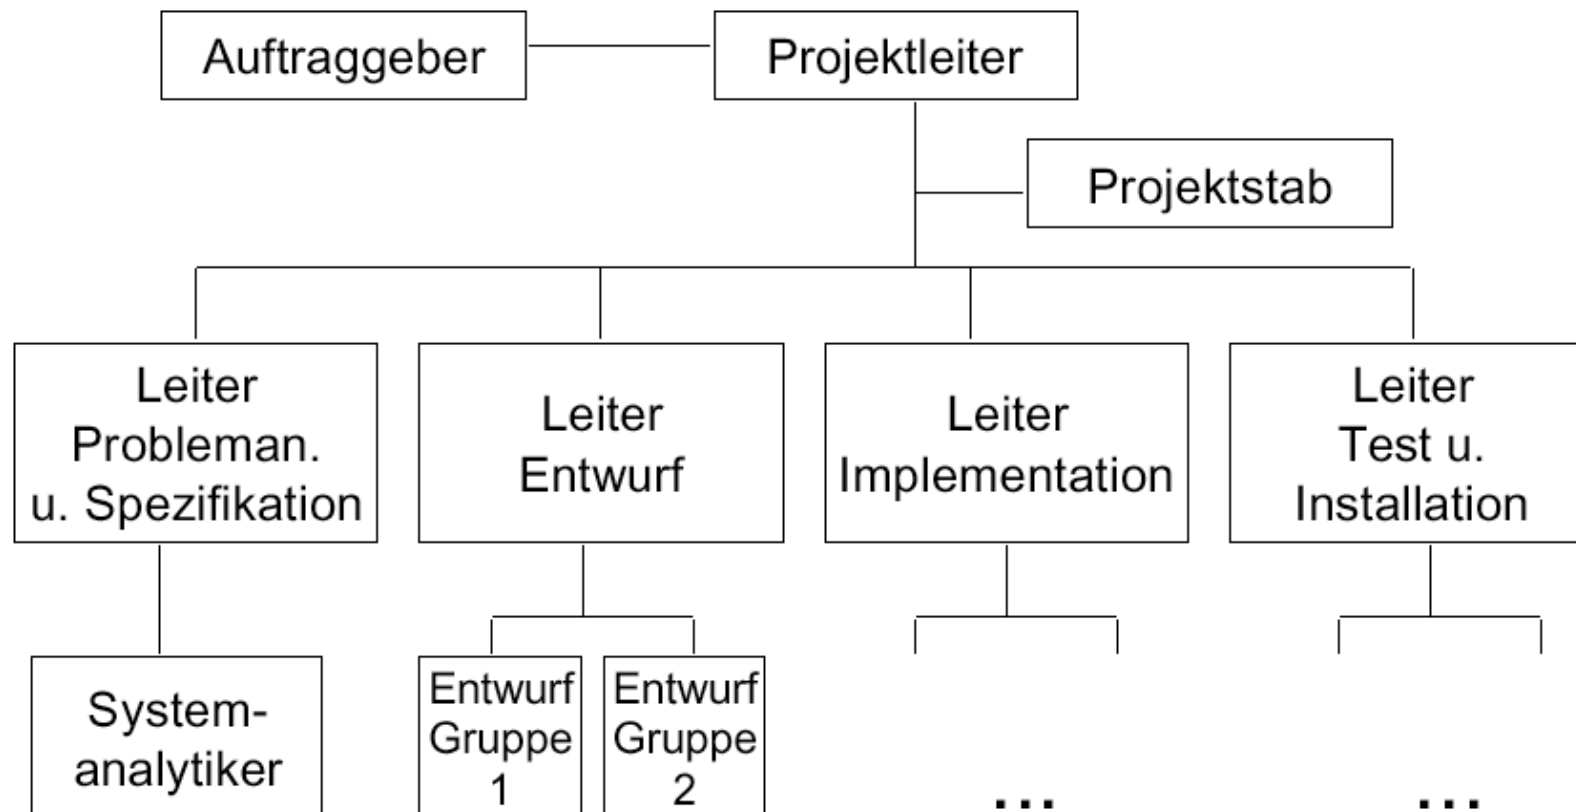 Auftraggeber
Projektleiter
Projektstab
Leiter
Probleman.
u. Spezifikation
Leiter
Entwurf
Leiter
Implementation
Leiter
Test u.
Installation
System-
analytiker
Entwurf
Gruppe
1
Entwurf
Gruppe
2
...
...